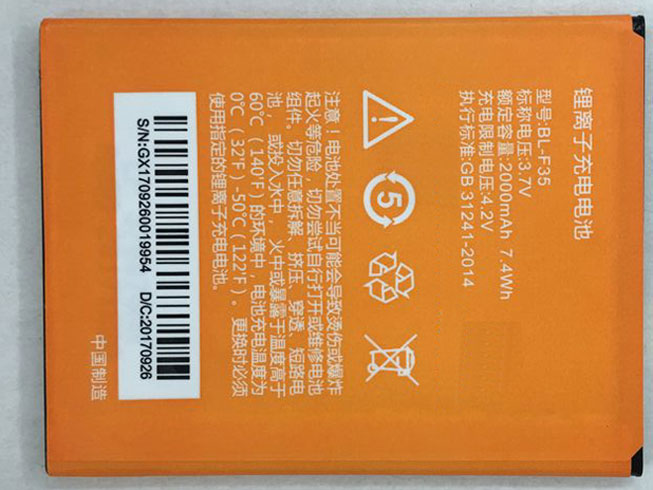 锂离子充电电池
型号:BL-F35
标称电压:3.7V
额定容量:2000mAh 7.4Wh
充电限制电压:4.2V
执行标准:GB 31241-2014
5
注意！电池处置不当可能会导致烫伤或爆炸
起火等危险，切勿尝试自行打开或维修电池
组件。切勿任意拆解、挤压、穿透、短路电
池，或投入水中，火中或暴露于温度高于
60℃（140℉）的环境中，电池充电温度为
0℃（32℉）-50℃（122℉）。更换时必须
使用指定的锂离子充电电池。
S/N:GX1709260019954 D/C:20170926
中国制造